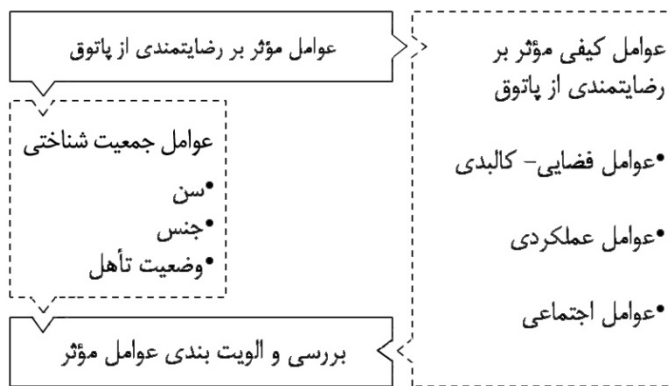 عوامل مؤثر بر رضایتمندی از پاتوق
عوامل کیفی مؤثر بر
رضایتمندی از پاتوق
•عوامل فضایی- کالبدی
•عوامل عملکردی
•عوامل اجتماعی
عوامل جمعیت شناختی
•سن
•جنس
•وضعیت تأهل
بررسی و الویت بندی عوامل مؤثر